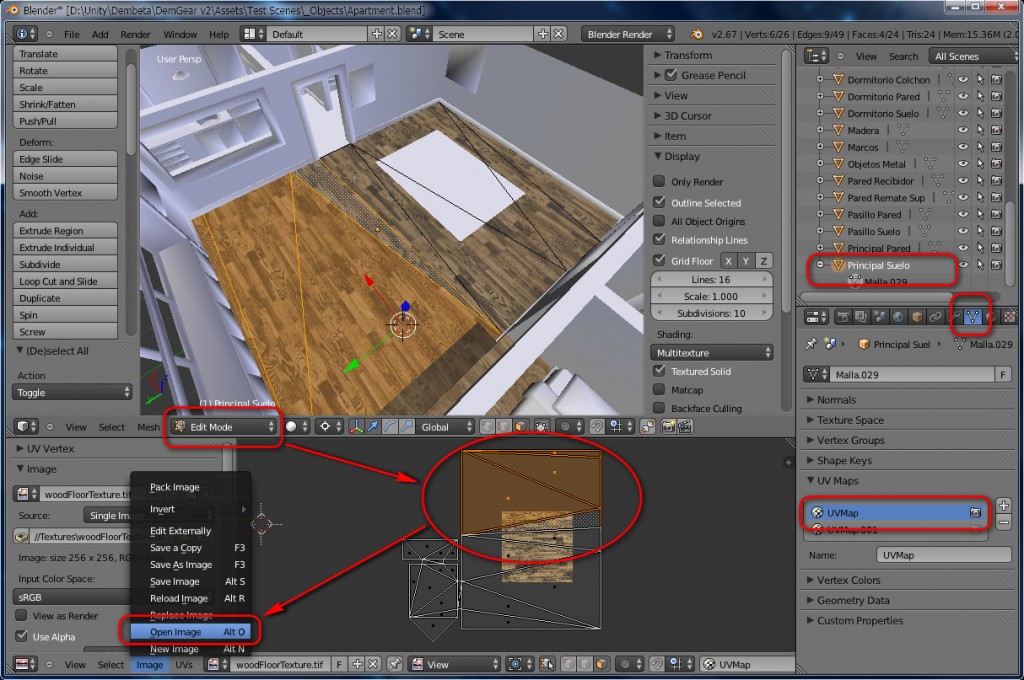 Blender* [D:\Unity\Dembeta\DemGear v2\Assets\Test Scenes\_Objects\Apartment.blend]
File Add Render Window Help Default Scene Blender Render v2.67 | Verts:6/26 | Edges:9/49 | Faces:4/24 | Tris:24 | Mem:15.36M
Translate
Rotate
Scale
Shrink/Fatten
Push/Pull
Deform:
Edge Slide
Noise
Smooth Vertex
Add:
Extrude Region
Extrude Individual
Subdivide
Loop Cut and Slide
Duplicate
Spin
Screw
(De)select All
Action
Toggle
User Persp
(1) Principal Suelo
View Select Mesh Edit Mode Global
Transform
Grease Pencil
View
3D Cursor
Item
Display
Only Render
Outline Selected
All Object Origins
Relationship Lines
Grid Floor X Y Z
Lines: 16
Scale: 1.000
Subdivisions: 10
Shading:
Multitexture
Textured Solid
Matcap
Backface Culling
View Search All Scenes
Dormitorio Colchon
Dormitorio Pared
Dormitorio Suelo
Madera
Marcos
Objetos Metal
Pared Recibidor
Pared Remate Sup
Pasillo Pared
Pasillo Suelo
Principal Pared
Principal Suelo
Malla.029
Principal Suel Malla.029
Malla.029 F
Normals
Texture Space
Vertex Groups
Shape Keys
UV Maps
UVMap
UVMap.001
Name: UVMap
Vertex Colors
Geometry Data
Custom Properties
UV Vertex
Image
woodFloorTexture.tif
Source: Single Image
//Textures\woodFloorTex
Image: size 256 x 256, RG
Input Color Space:
sRGB
View as Render
Use Alpha
Pack Image
Invert
Edit Externally
Save a Copy F3
Save As Image F3
Save Image Alt S
Reload Image Alt R
Replace Image
Open Image Alt O
New Image Alt N
View Select Image UVs woodFloorTexture.tif F View UVMap